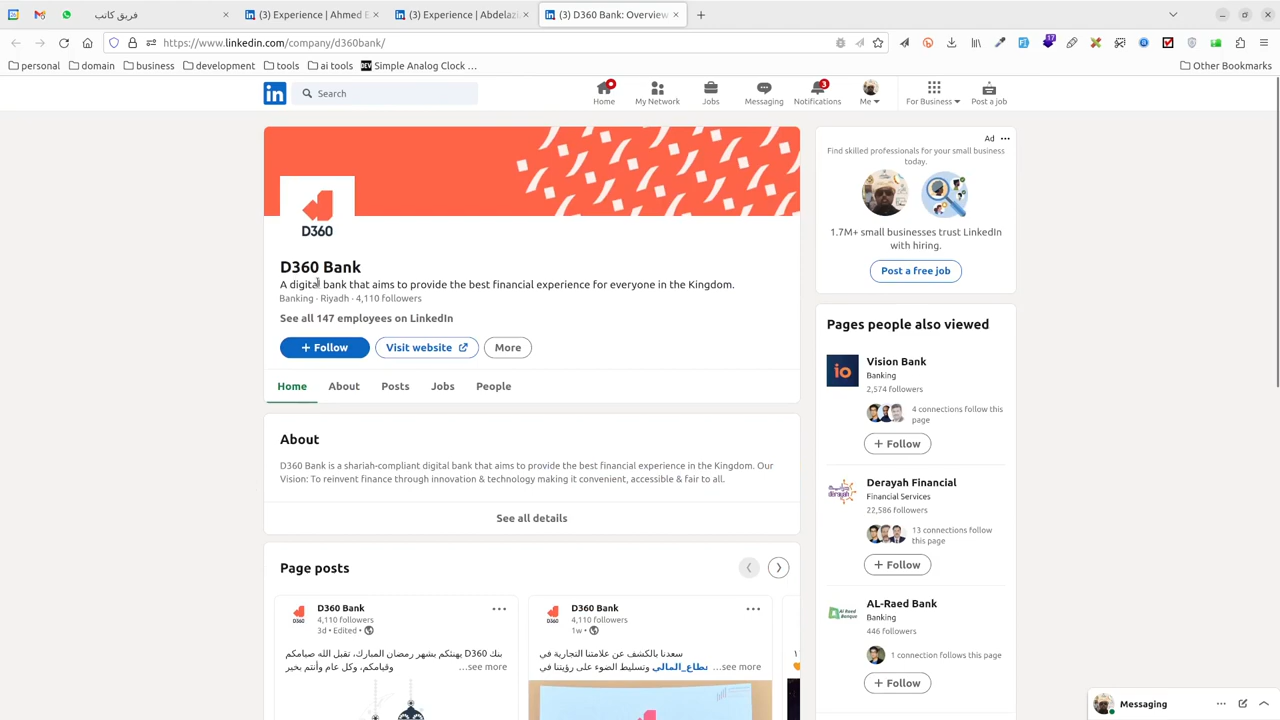 فريق كاتب
(3) Experience | Ahmed E
(3) Experience | Abdelazi
(3) D360 Bank: Overview
https://www.linkedin.com/company/d360bank/
17
personal
domain
business
development
tools
ai tools
DEV
Simple Analog Clock ...
Other Bookmarks
in
Search
Home
My Network
Jobs
Messaging
3
Notifications
Me
For Business
Post a job
D360
D360 Bank
A digital bank that aims to provide the best financial experience for everyone in the Kingdom.
Banking · Riyadh · 4,110 followers
See all 147 employees on LinkedIn
+ Follow
Visit website
More
Home
About
Posts
Jobs
People
About
D360 Bank is a shariah-compliant digital bank that aims to provide the best financial experience in the Kingdom. Our
Vision: To reinvent finance through innovation & technology making it convenient, accessible & fair to all.
See all details
Page posts
D360 Bank
4,110 followers
3d • Edited •
بنك D360 يهنئكم بشهر رمضان المبارك، تقبل الله صيامكم
وقيامكم، وكل عام وأنتم بخير
...see more
D360 Bank
4,110 followers
1w •
سعدنا بالكشف عن علامتنا التجارية في
وتسليط الضوء على رؤيتنا في
...see more
Ad
Find skilled professionals for your small business
today.
1.7M+ small businesses trust LinkedIn
with hiring.
Post a free job
Pages people also viewed
io
Vision Bank
Banking
2,574 followers
4 connections follow this
page
+ Follow
Derayah Financial
Financial Services
22,586 followers
13 connections follow
this page
+ Follow
AL-Raed Bank
Banking
446 followers
1 connection follows this page
+ Follow
Messaging